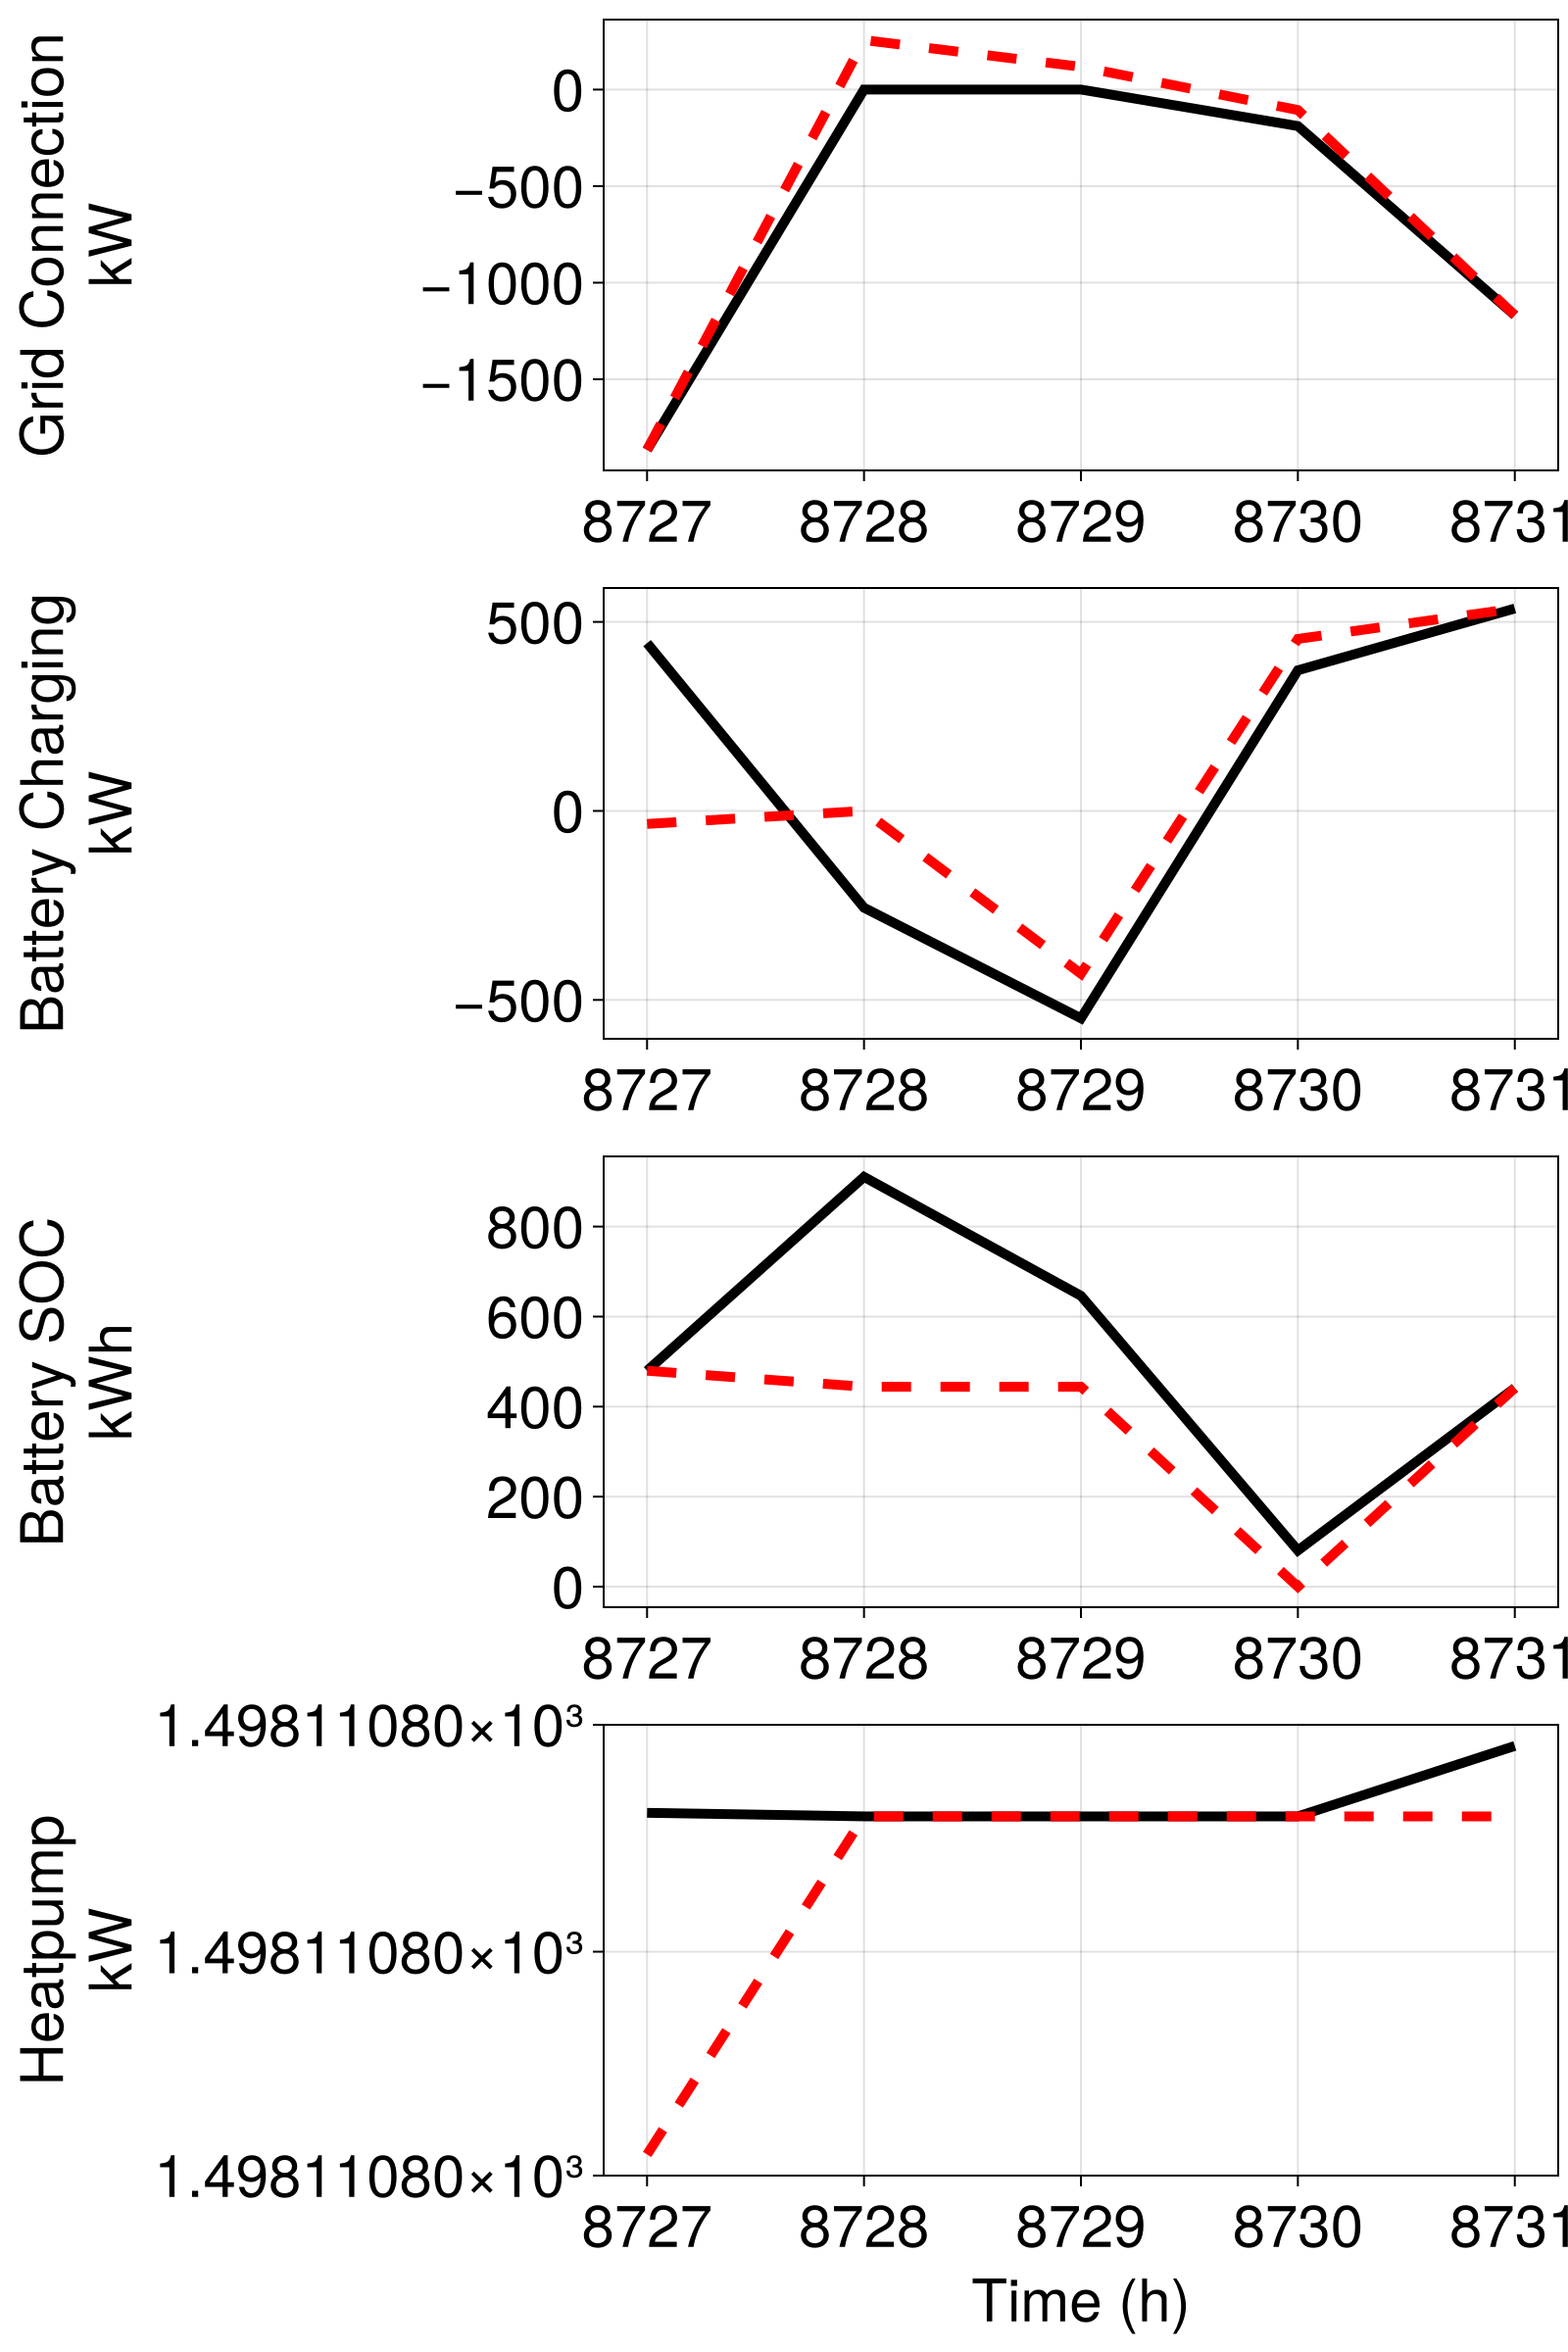 Grid Connection
kW
0
−500
−1000
−1500
8727 8728 8729 8730 8731
Battery Charging
kW
500
0
−500
8727 8728 8729 8730 8731
Battery SOC
kWh
800
600
400
200
0
8727 8728 8729 8730 8731
Heatpump
kW
1.49811080×10³
1.49811080×10³
1.49811080×10³
8727 8728 8729 8730 8731
Time (h)